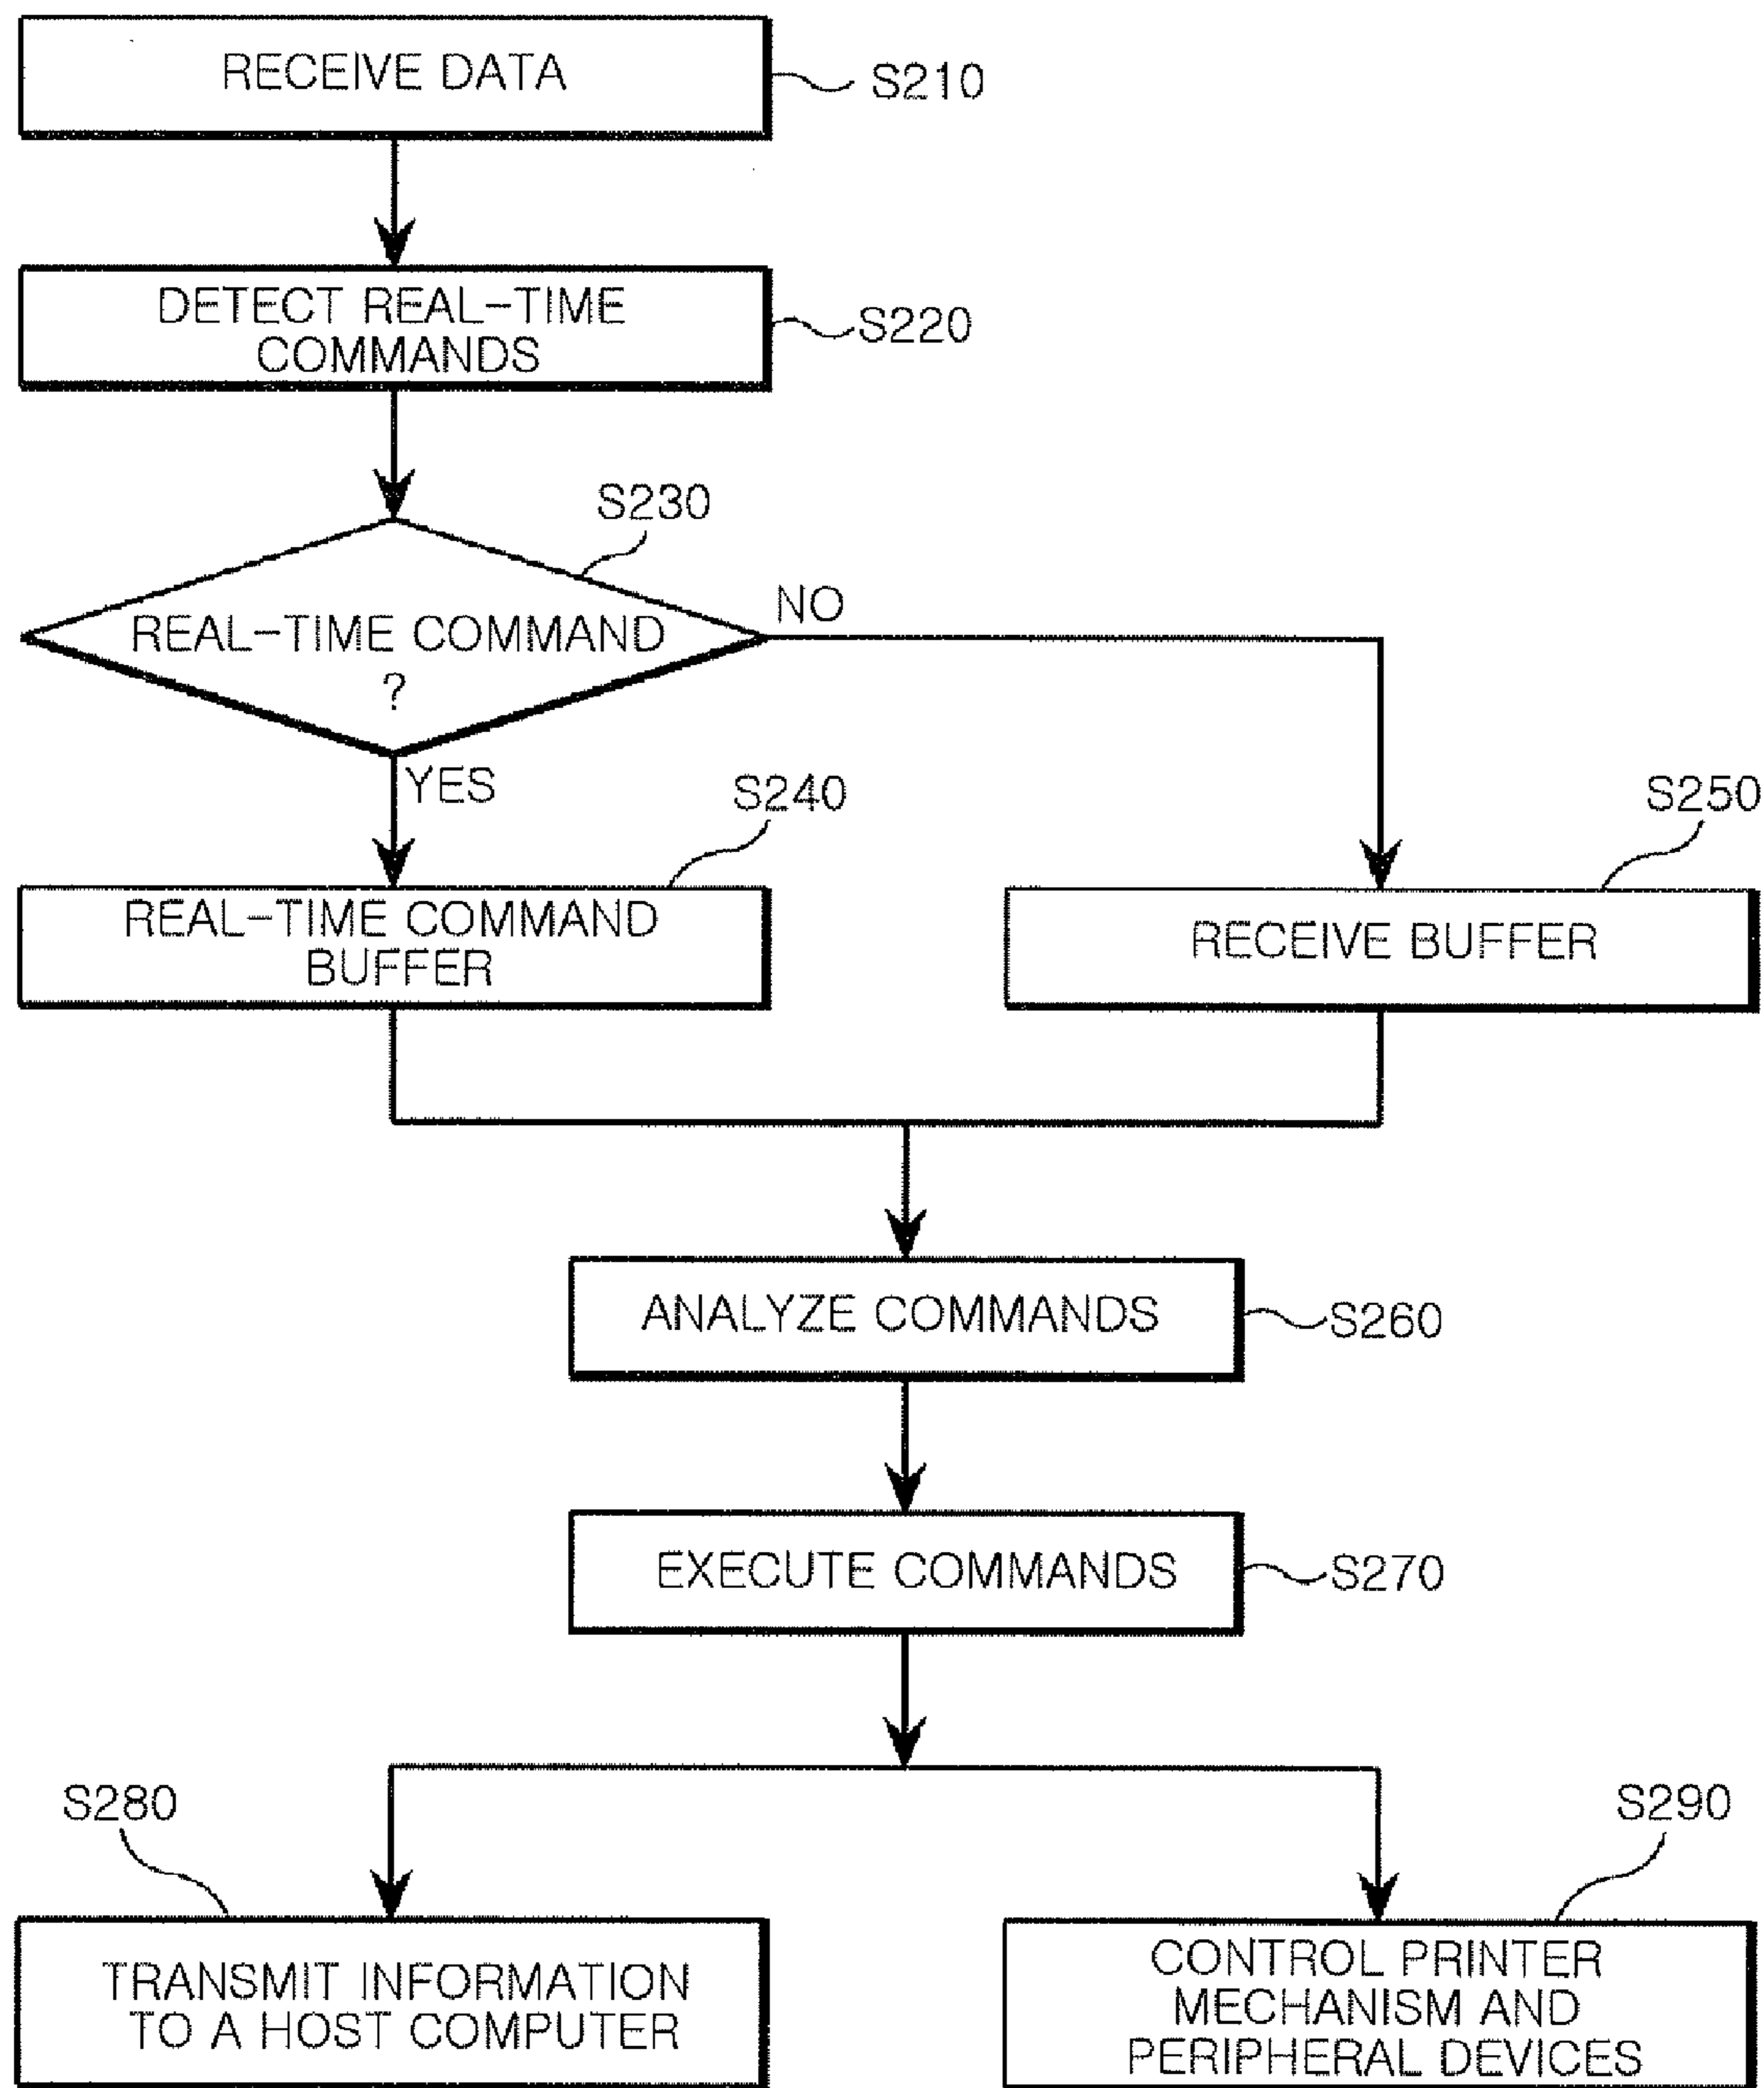 RECEIVE DATA
S210
DETECT REAL-TIME
COMMANDS
S220
S230
REAL-TIME COMMAND
?
NO
YES
S240
S250
REAL-TIME COMMAND
BUFFER
RECEIVE BUFFER
ANALYZE COMMANDS
S260
EXECUTE COMMANDS
S270
S280
S290
TRANSMIT INFORMATION
TO A HOST COMPUTER
CONTROL PRINTER
MECHANISM AND
PERIPHERAL DEVICES